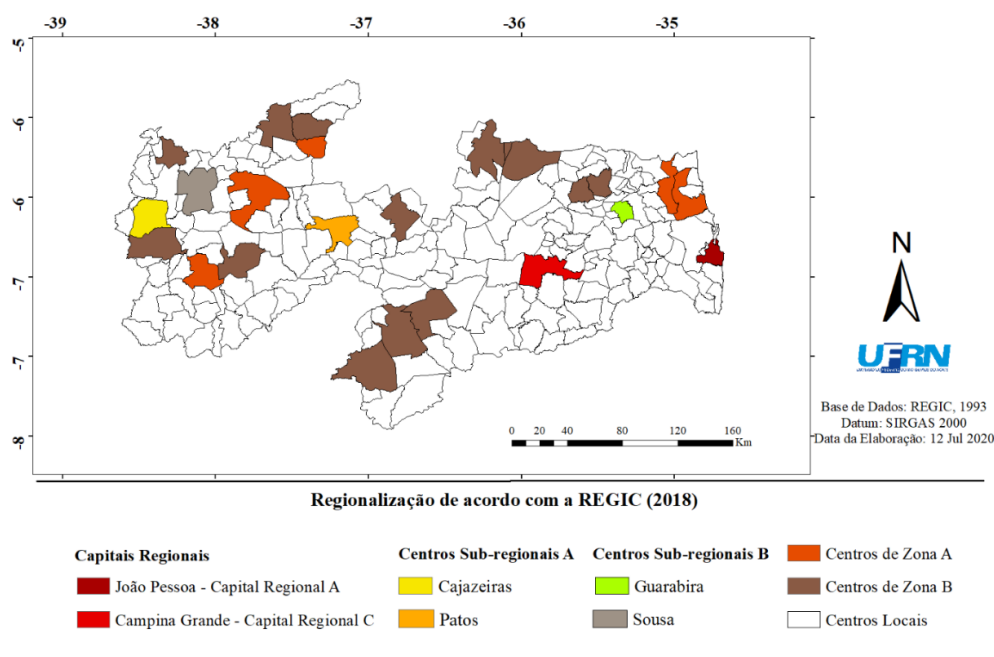 -39 -38 -37 -36 -35
-5
-6
-6
-7
-7
-8
N
UFRN
Base de Dados: REGIC, 1993
Datum: SIRGAS 2000
Data da Elaboração: 12 Jul 2020
0 20 40 80 120 160
Km
Regionalização de acordo com a REGIC (2018)
Capitais Regionais
João Pessoa - Capital Regional A
Campina Grande - Capital Regional C
Centros Sub-regionais A
Cajazeiras
Patos
Centros Sub-regionais B
Guarabira
Sousa
Centros de Zona A
Centros de Zona B
Centros Locais